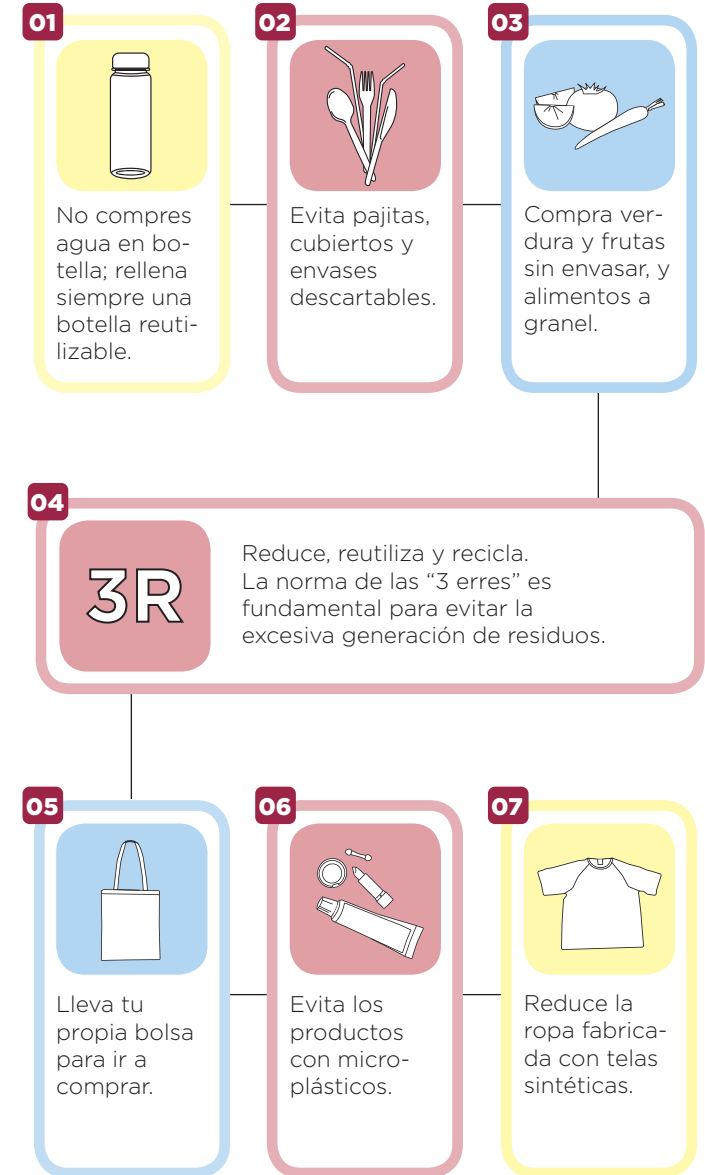 01
No compres
agua en bo-
tella; rellena
siempre una
botella reuti-
lizable.
02
Evita pajitas,
cubiertos y
envases
descartables.
03
Compra ver-
dura y frutas
sin envasar, y
alimentos a
granel.
04
3R
Reduce, reutiliza y recicla.
La norma de las “3 erres” es
fundamental para evitar la
excesiva generación de residuos.
05
Lleva tu
propia bolsa
para ir a
comprar.
06
Evita los
productos
con micro-
plásticos.
07
Reduce la
ropa fabrica-
da con telas
sintéticas.